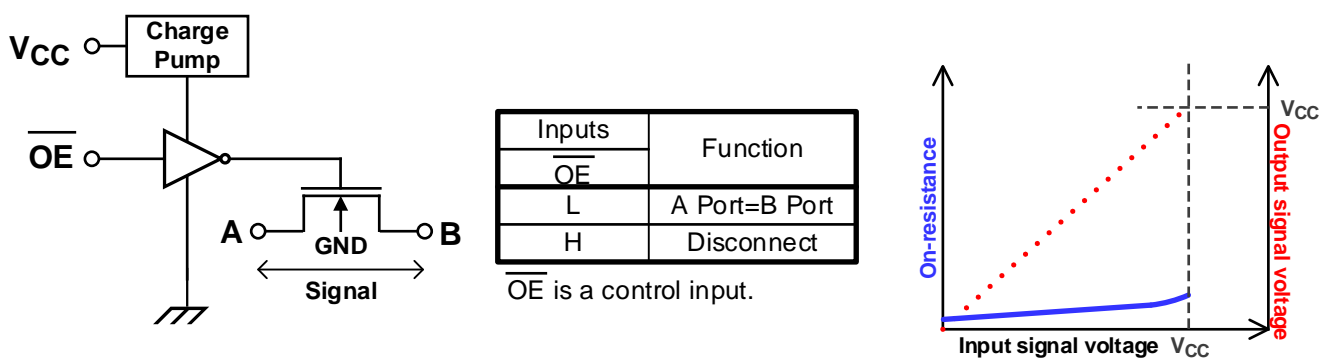 Charge
Pump
VCC
OE
A
GND
B
Signal
Inputs
Function
OE
L
A Port=B Port
H
Disconnect
OE is a control input.
On-resistance
VCC
Output signal voltage
Input signal voltage
VCC